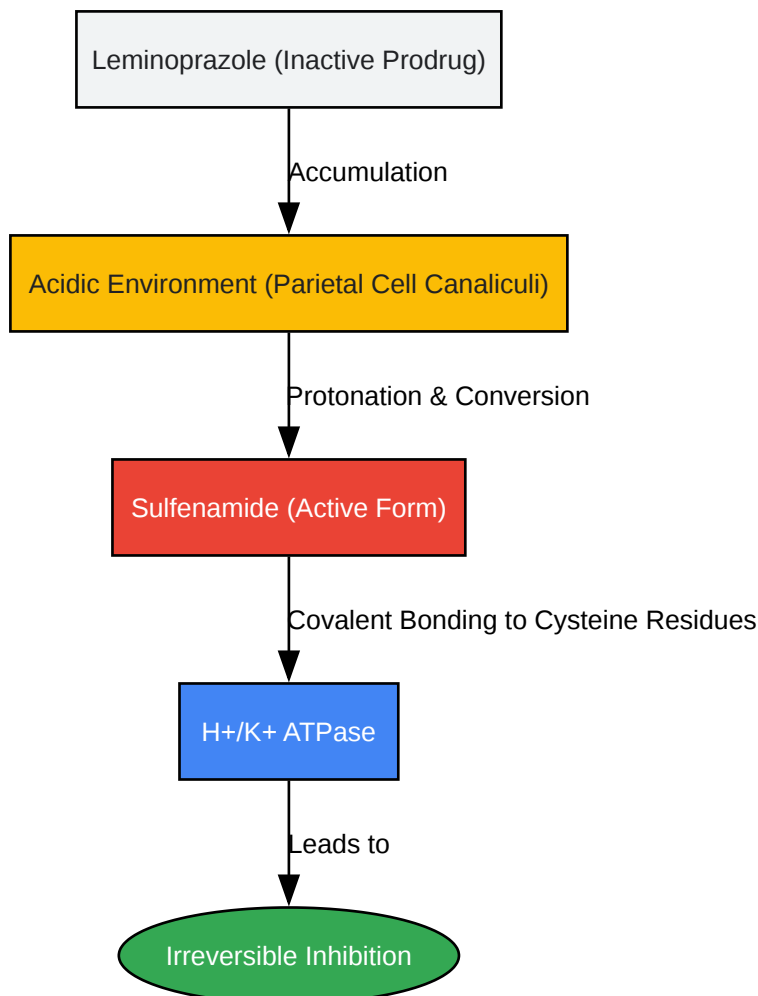 Leminoprazole (Inactive Prodrug)
Accumulation
Acidic Environment (Parietal Cell Canaliculi)
Protonation & Conversion
Sulfenamide (Active Form)
Covalent Bonding to Cysteine Residues
H+/K+ ATPase
Leads to
Irreversible Inhibition